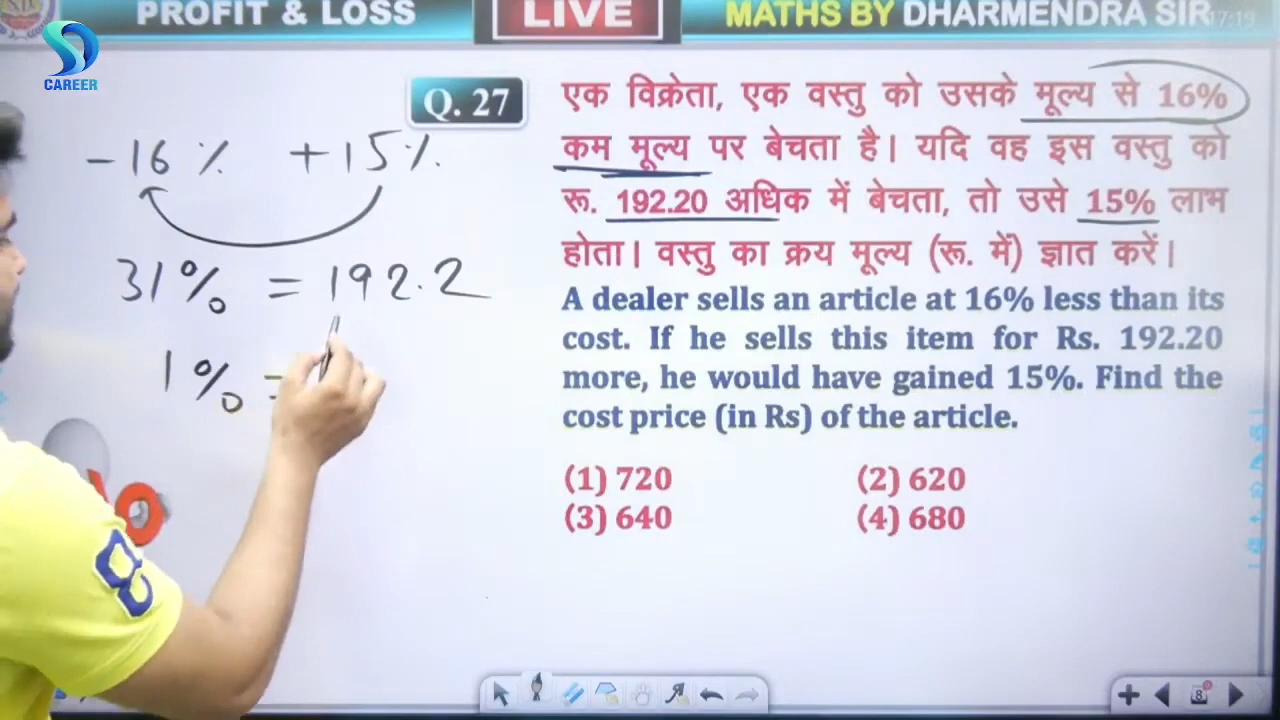 PROFIT & LOSS
LIVE
MATHS BY DHARMENDRA SIR
17:19
CAREER
Q. 27
एक विक्रेता, एक वस्तु को उसके मूल्य से 16%
कम मूल्य पर बेचता है। यदि वह इस वस्तु को
रू. 192.20 अधिक में बेचता, तो उसे 15% लाभ
होता। वस्तु का क्रय मूल्य (रू. में) ज्ञात करें।
A dealer sells an article at 16% less than its
cost. If he sells this item for Rs. 192.20
more, he would have gained 15%. Find the
cost price (in Rs) of the article.
(1) 720
(2) 620
(3) 640
(4) 680
-16% +15%
31% = 192.2
1% =
8
8